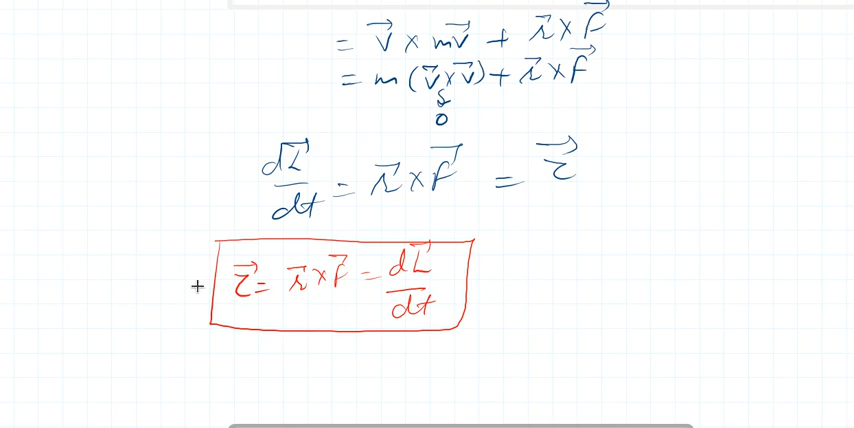 = v⃗ × mv⃗ + r⃗ × F⃗
= m (v⃗ × v⃗) + r⃗ × F⃗
0
dL⃗/dt = r⃗ × F⃗ = τ⃗
τ⃗ = r⃗ × F⃗ = dL⃗/dt